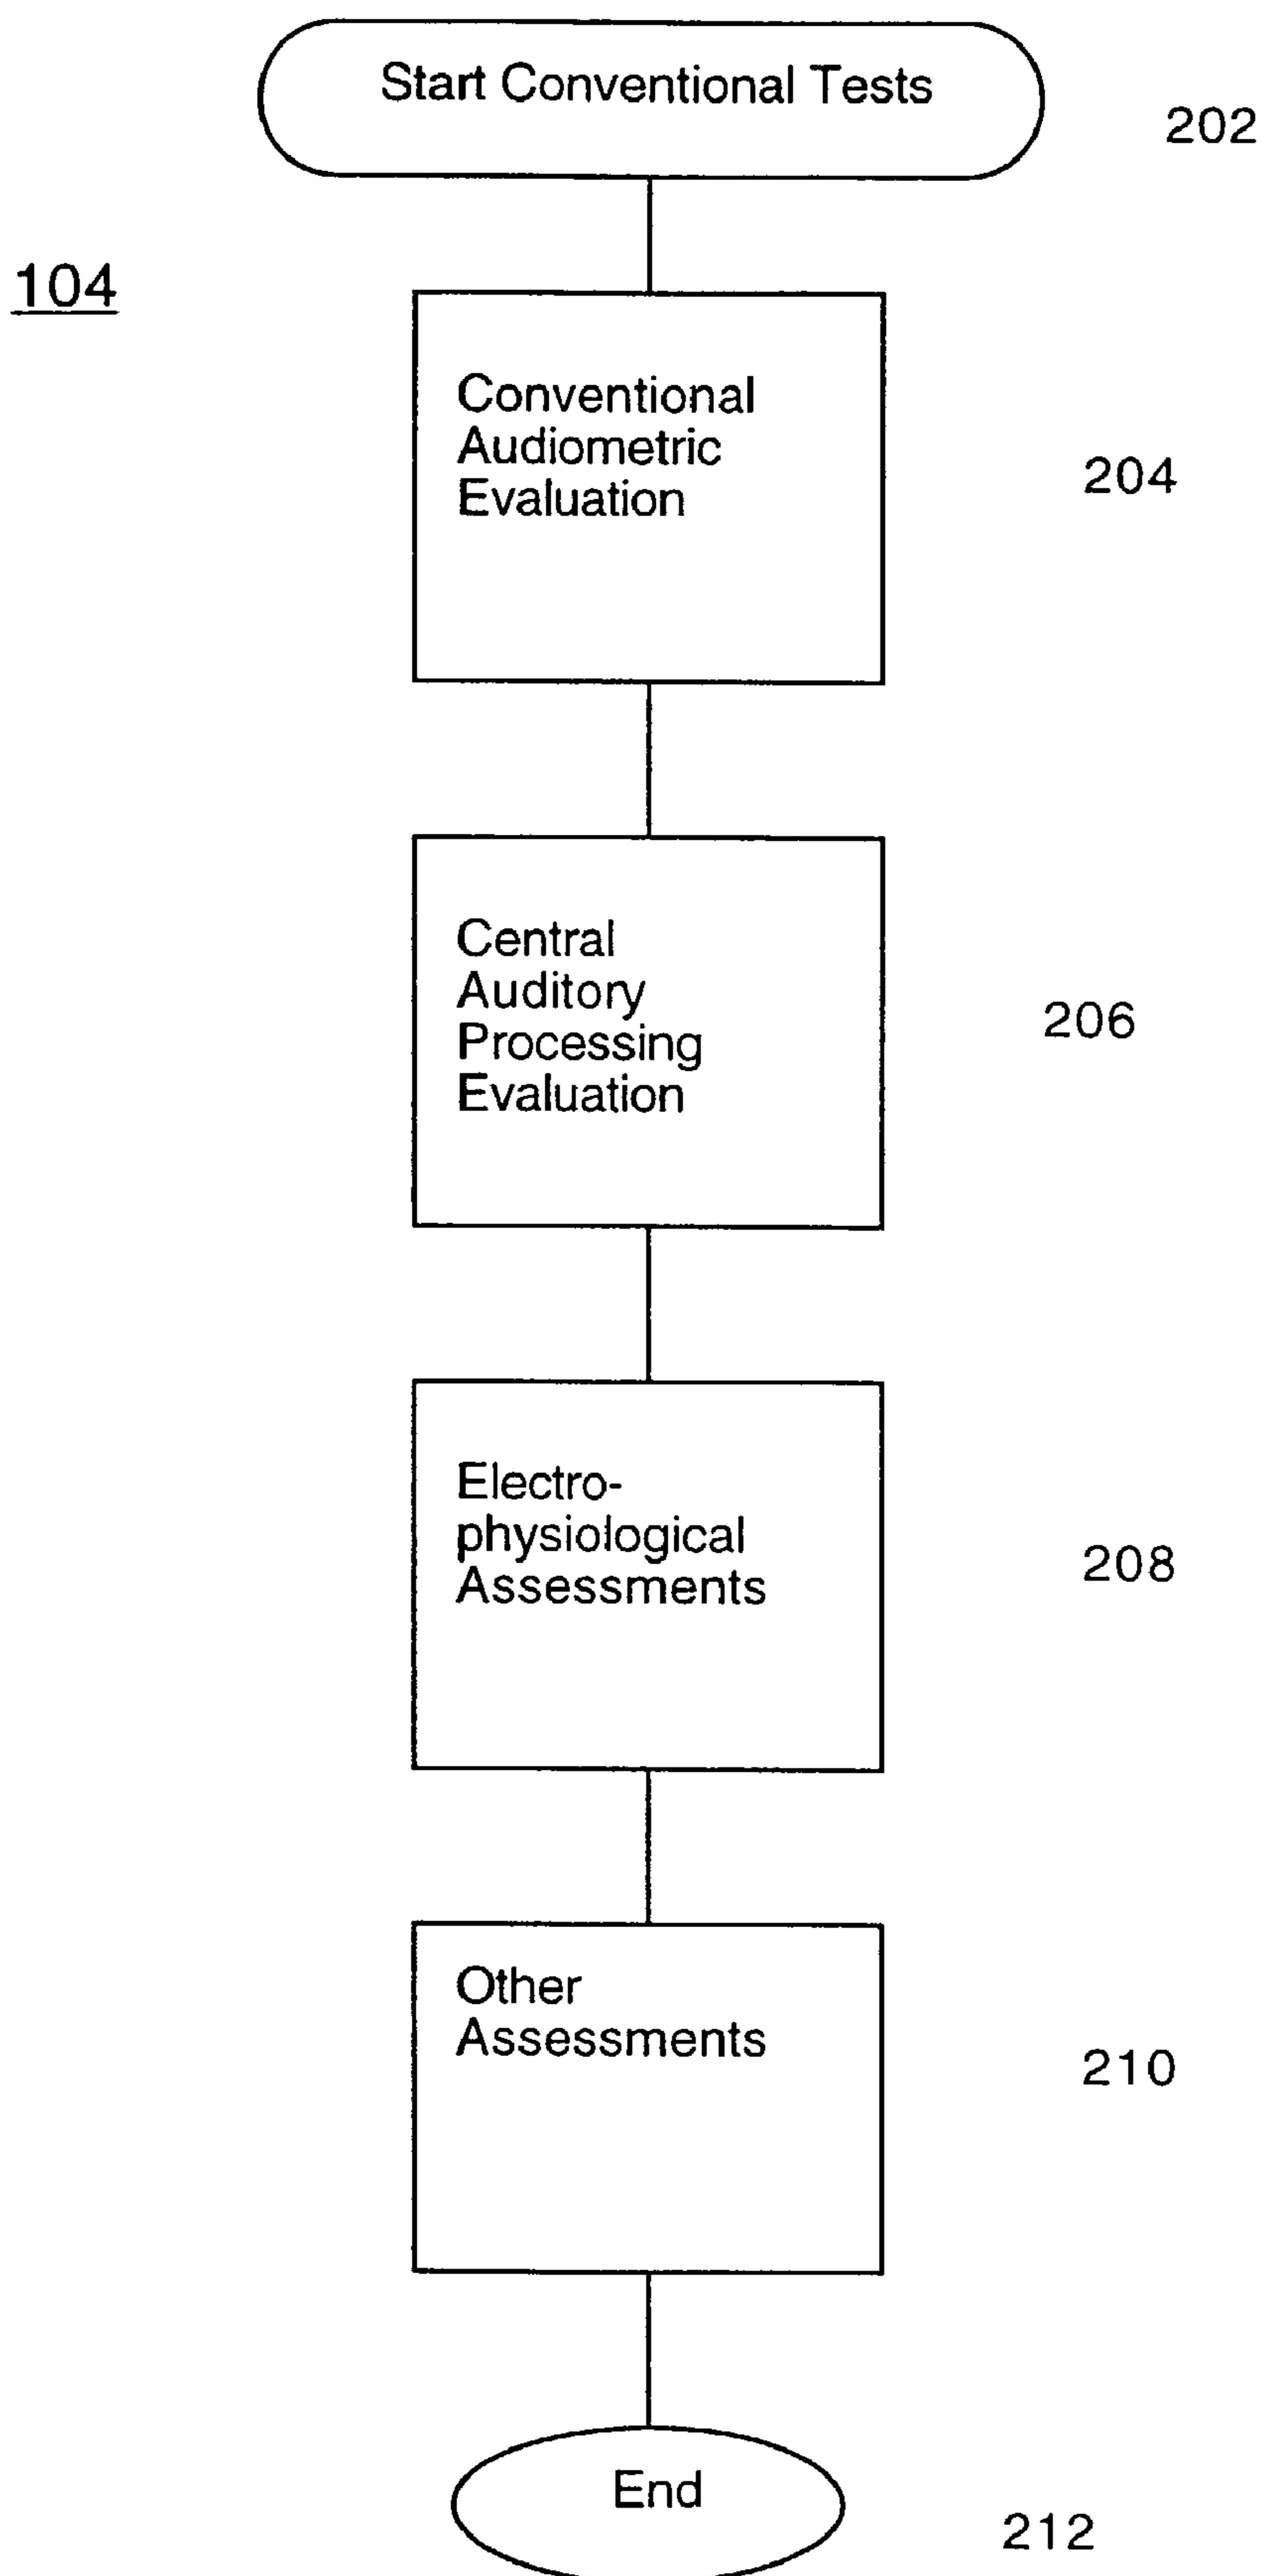 Start Conventional Tests
202
104
Conventional
Audiometric
Evaluation
204
Central
Auditory
Processing
Evaluation
206
Electro-
physiological
Assessments
208
Other
Assessments
210
End
212